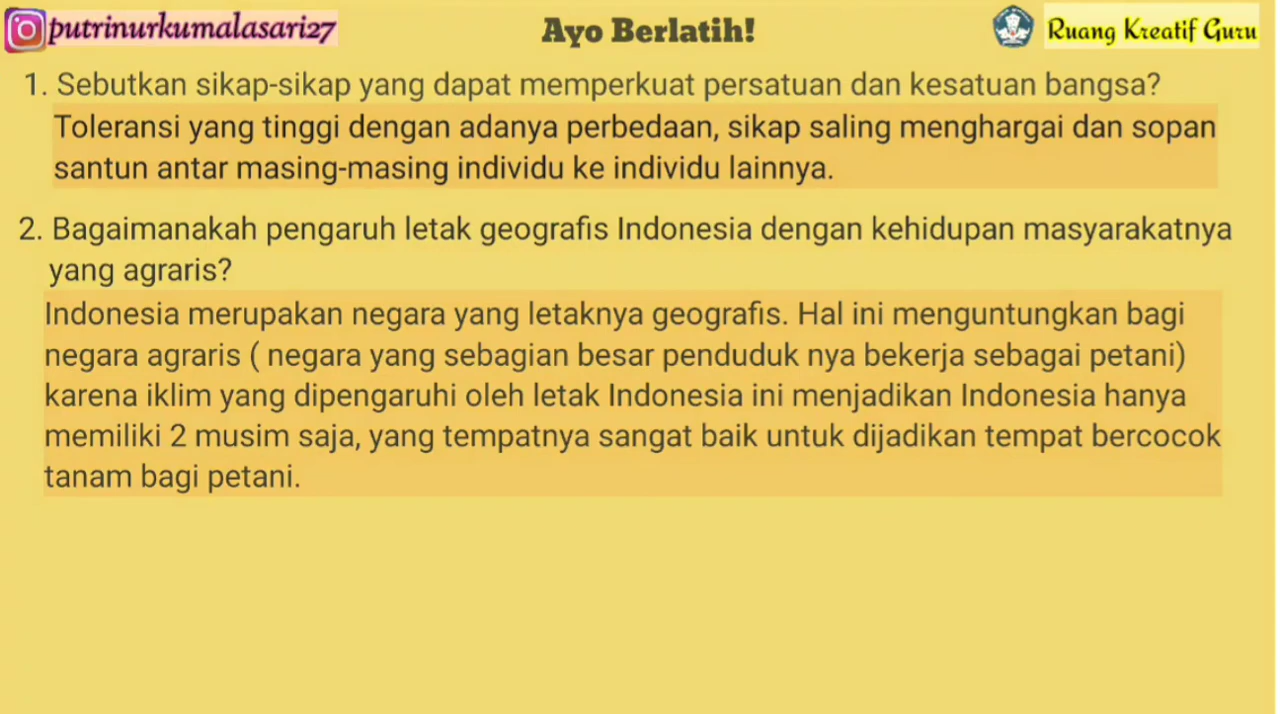 putrinurkumalasari27
Ayo Berlatih!
Ruang Kreatif Guru
1. Sebutkan sikap-sikap yang dapat memperkuat persatuan dan kesatuan bangsa?
Toleransi yang tinggi dengan adanya perbedaan, sikap saling menghargai dan sopan
santun antar masing-masing individu ke individu lainnya.
2. Bagaimanakah pengaruh letak geografis Indonesia dengan kehidupan masyarakatnya
yang agraris?
Indonesia merupakan negara yang letaknya geografis. Hal ini menguntungkan bagi
negara agraris ( negara yang sebagian besar penduduk nya bekerja sebagai petani)
karena iklim yang dipengaruhi oleh letak Indonesia ini menjadikan Indonesia hanya
memiliki 2 musim saja, yang tempatnya sangat baik untuk dijadikan tempat bercocok
tanam bagi petani.